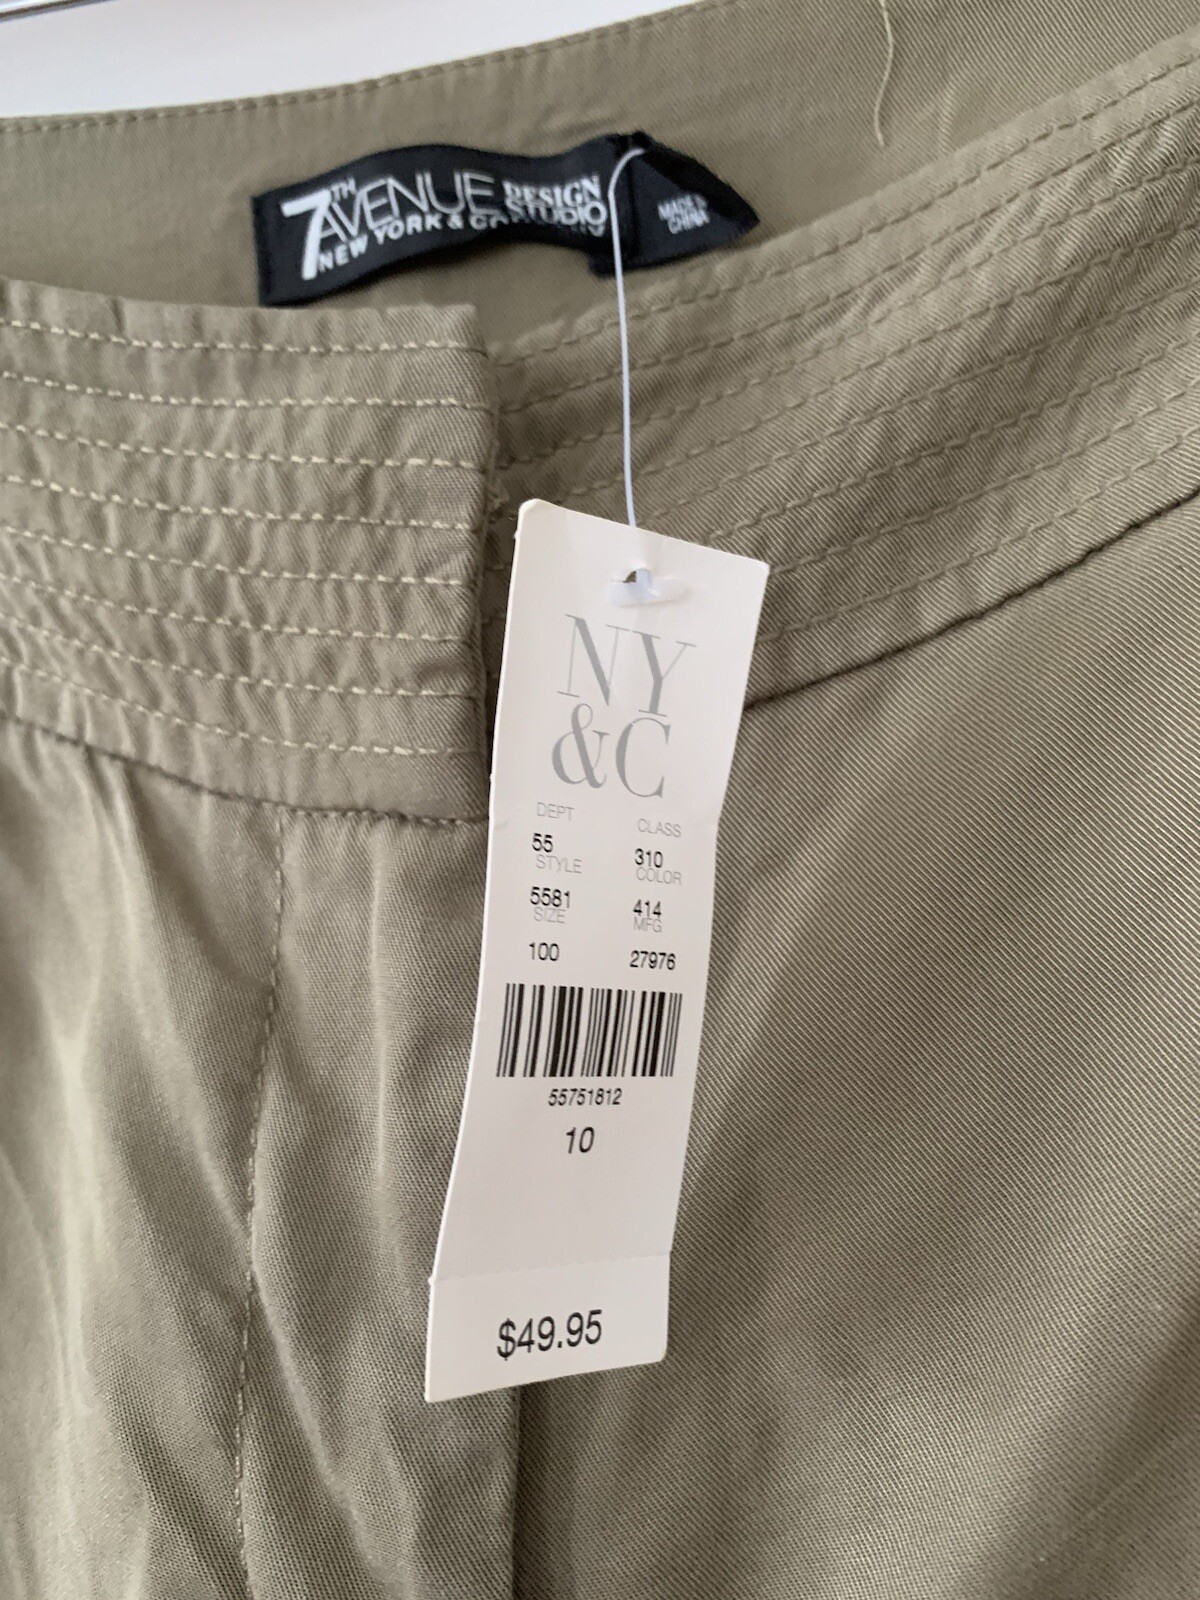 7TH AVENUE DESIGN STUDIO
NEW YORK &
MADE IN
CHINA
NY
&C
DEPT CLASS
55 310
STYLE COLOR
5581 414
SIZE MFG
100 27976
55751812
10
$49.95